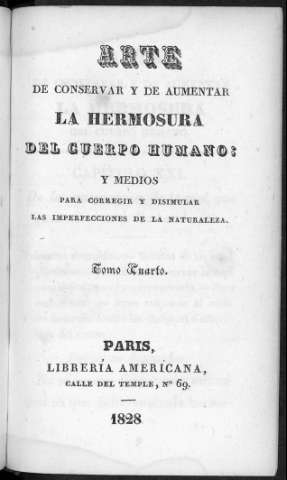 ARTE
DE CONSERVAR Y DE AUMENTAR
LA HERMOSURA
DEL CUERPO HUMANO:
Y MEDIOS
PARA CORREGIR Y DISIMULAR
LAS IMPERFECCIONES DE LA NATURALEZA.
Tomo Cuarto.
PARIS,
LIBRERÍA AMERICANA,
CALLE DEL TEMPLE, Nº 69.
1828